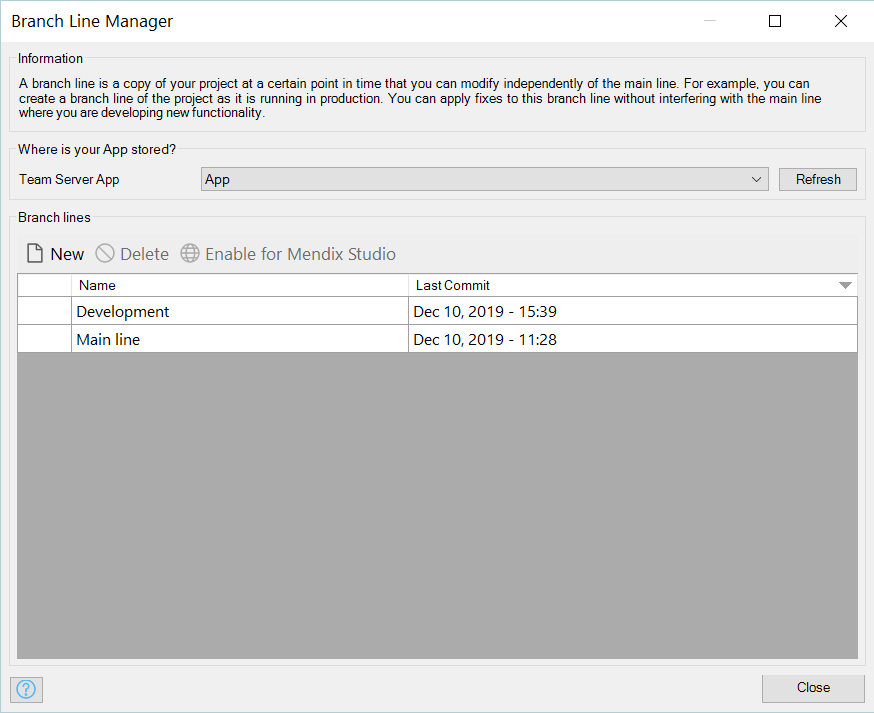 Branch Line Manager
Information
A branch line is a copy of your project at a certain point in time that you can modify independently of the main line. For example, you can
create a branch line of the project as it is running in production. You can apply fixes to this branch line without interfering with the main line
where you are developing new functionality.
Where is your App stored?
Team Server App
App
Refresh
Branch lines
New Delete Enable for Mendix Studio
Name Last Commit
Development Dec 10, 2019 - 15:39
Main line Dec 10, 2019 - 11:28
?
Close